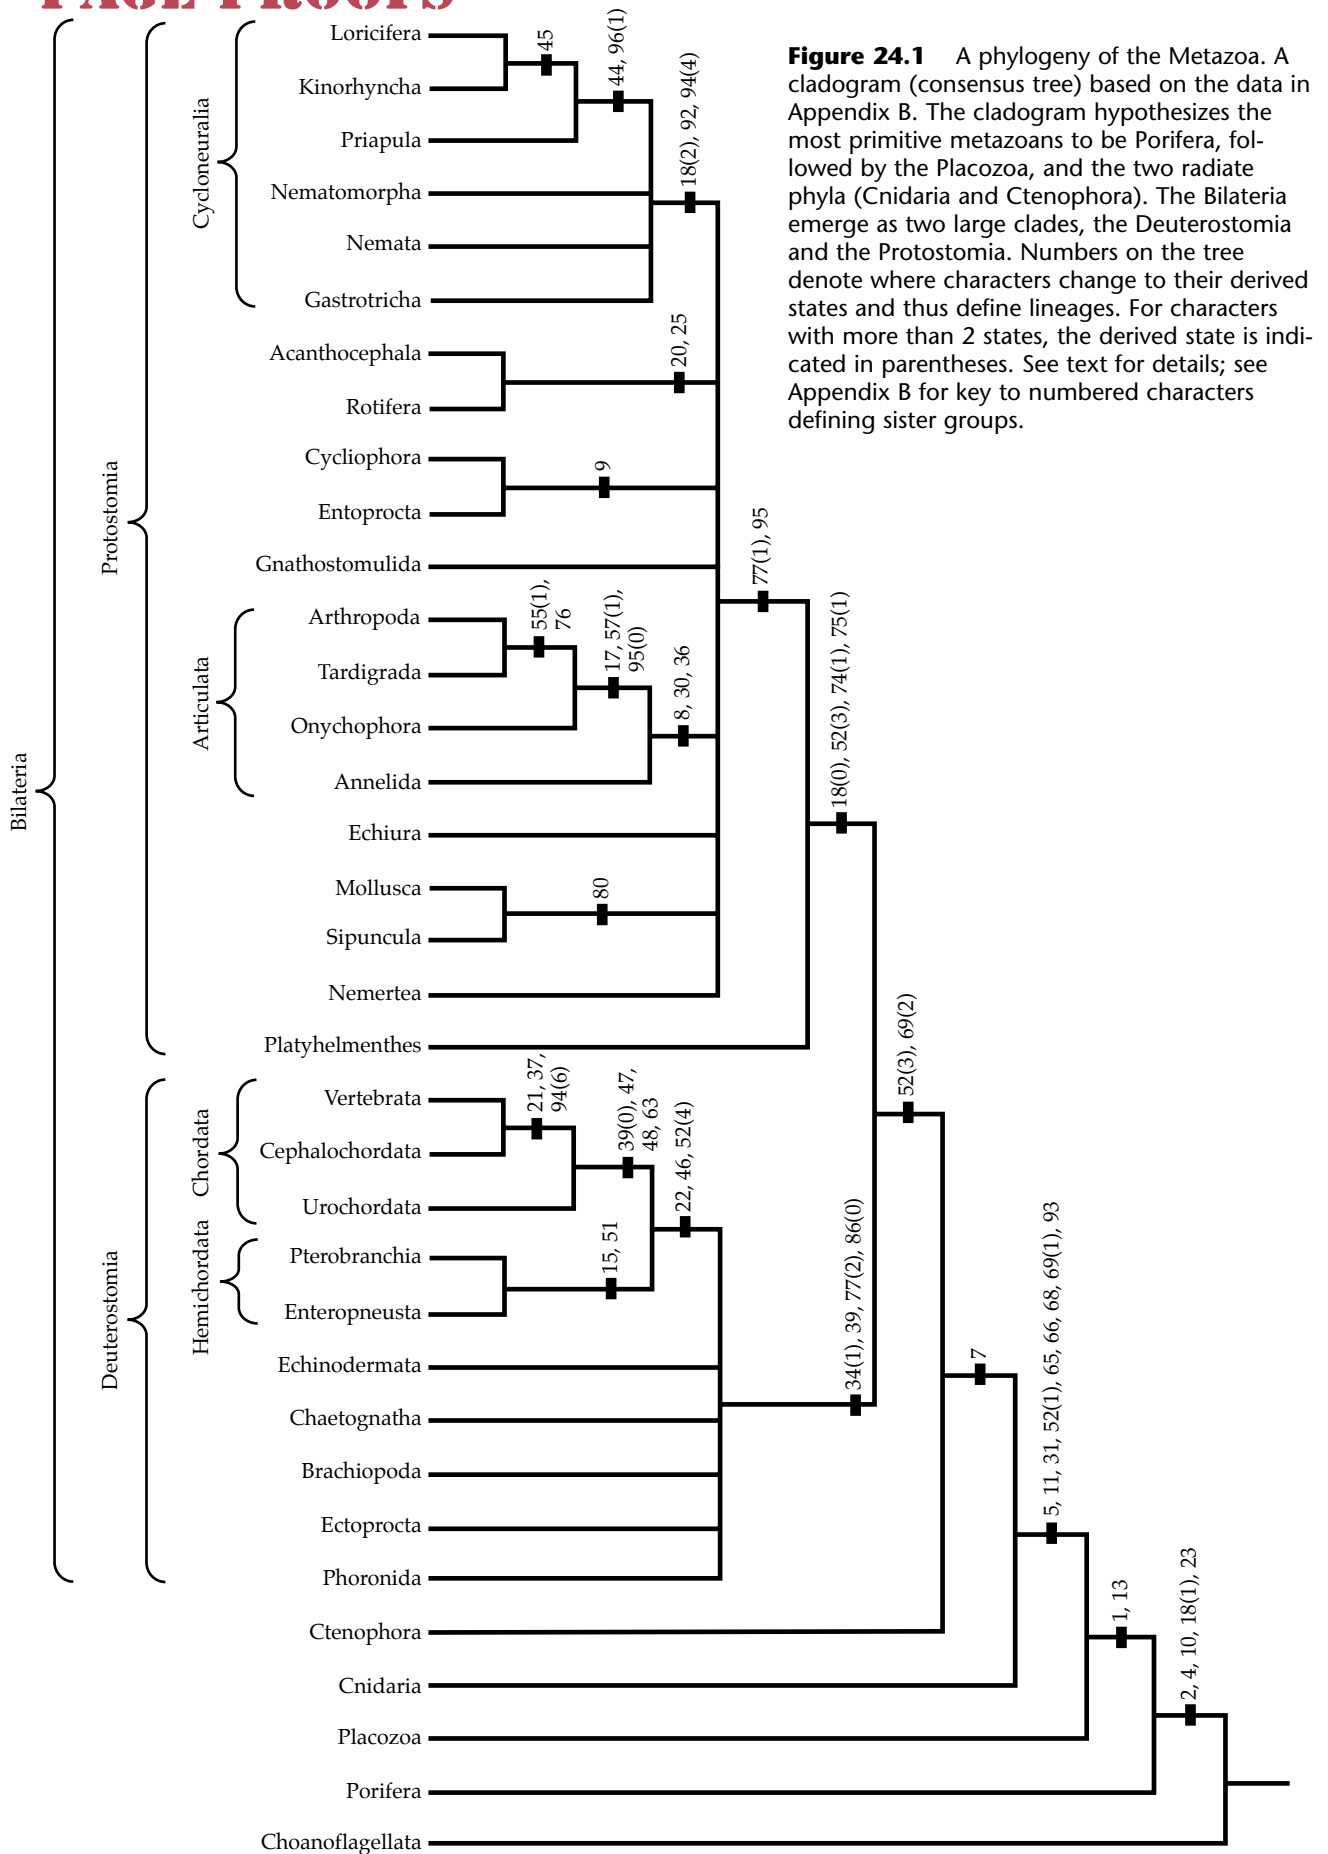 PAGE PROOFS
Figure 24.1 A phylogeny of the Metazoa. A
cladogram (consensus tree) based on the data in
Appendix B. The cladogram hypothesizes the
most primitive metazoans to be Porifera, fol-
lowed by the Placozoa, and the two radiate
phyla (Cnidaria and Ctenophora). The Bilateria
emerge as two large clades, the Deuterostomia
and the Protostomia. Numbers on the tree
denote where characters change to their derived
states and thus define lineages. For characters
with more than 2 states, the derived state is indi-
cated in parentheses. See text for details; see
Appendix B for key to numbered characters
defining sister groups.
Bilateria
Protostomia
Deuterostomia
Cycloneuralia
Articulata
Chordata
Hemichordata
Loricifera
Kinorhyncha
Priapula
Nematomorpha
Nemata
Gastrotricha
Acanthocephala
Rotifera
Cycliophora
Entoprocta
Gnathostomulida
Arthropoda
Tardigrada
Onychophora
Annelida
Echiura
Mollusca
Sipuncula
Nemertea
Platyhelmenthes
Vertebrata
Cephalochordata
Urochordata
Pterobranchia
Enteropneusta
Echinodermata
Chaetognatha
Brachiopoda
Ectoprocta
Phoronida
Ctenophora
Cnidaria
Placozoa
Porifera
Choanoflagellata
45
44, 96(1)
18(2), 92, 94(4)
20, 25
9
55(1),
76
17, 57(1),
95(0)
8, 30, 36
80
77(1), 95
18(0), 52(3), 74(1), 75(1)
21, 37,
94(6)
39(0), 47,
48, 63
22, 46, 52(4)
15, 51
34(1), 39, 77(2), 86(0)
52(3), 69(2)
7
5, 11, 31, 52(1), 65, 66, 68, 69(1), 93
1, 13
2, 4, 10, 18(1), 23